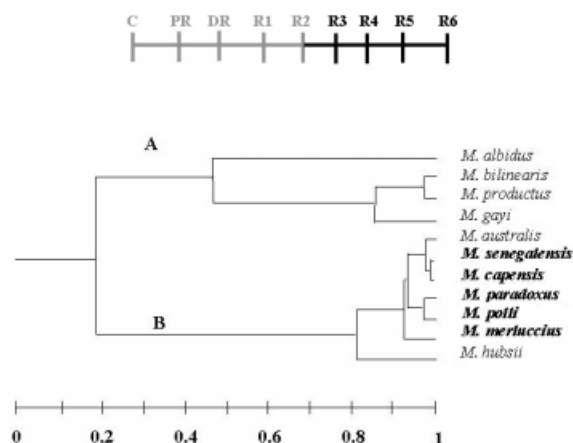 C PR DR R1 R2 R3 R4 R5 R6
A
M. albidus
M. bilinearis
M. productus
M. gayi
M. australis
M. senegalensis
M. capensis
M. paradoxus
M. polli
B
M. merluccius
M. hubsii
0 0.2 0.4 0.6 0.8 1